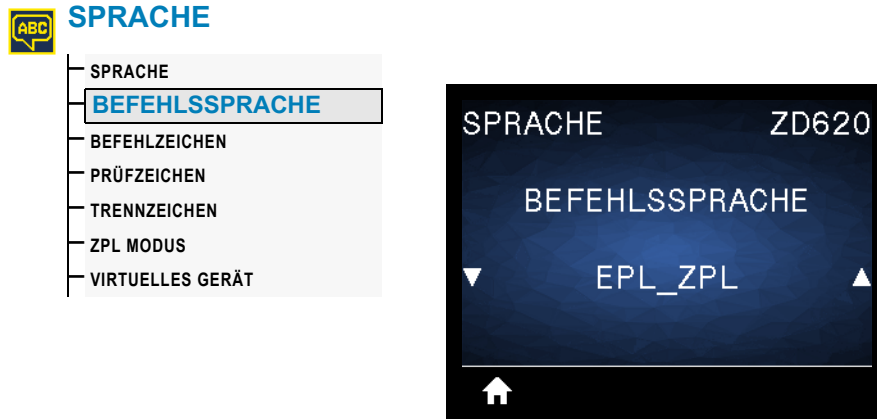 ABC
SPRACHE
SPRACHE
BEFEHLSSPRACHE
BEFEHLZEICHEN
PRÜFZEICHEN
TRENNZEICHEN
ZPL MODUS
VIRTUELLES GERÄT
SPRACHE ZD620
BEFEHLSSPRACHE
EPL_ZPL